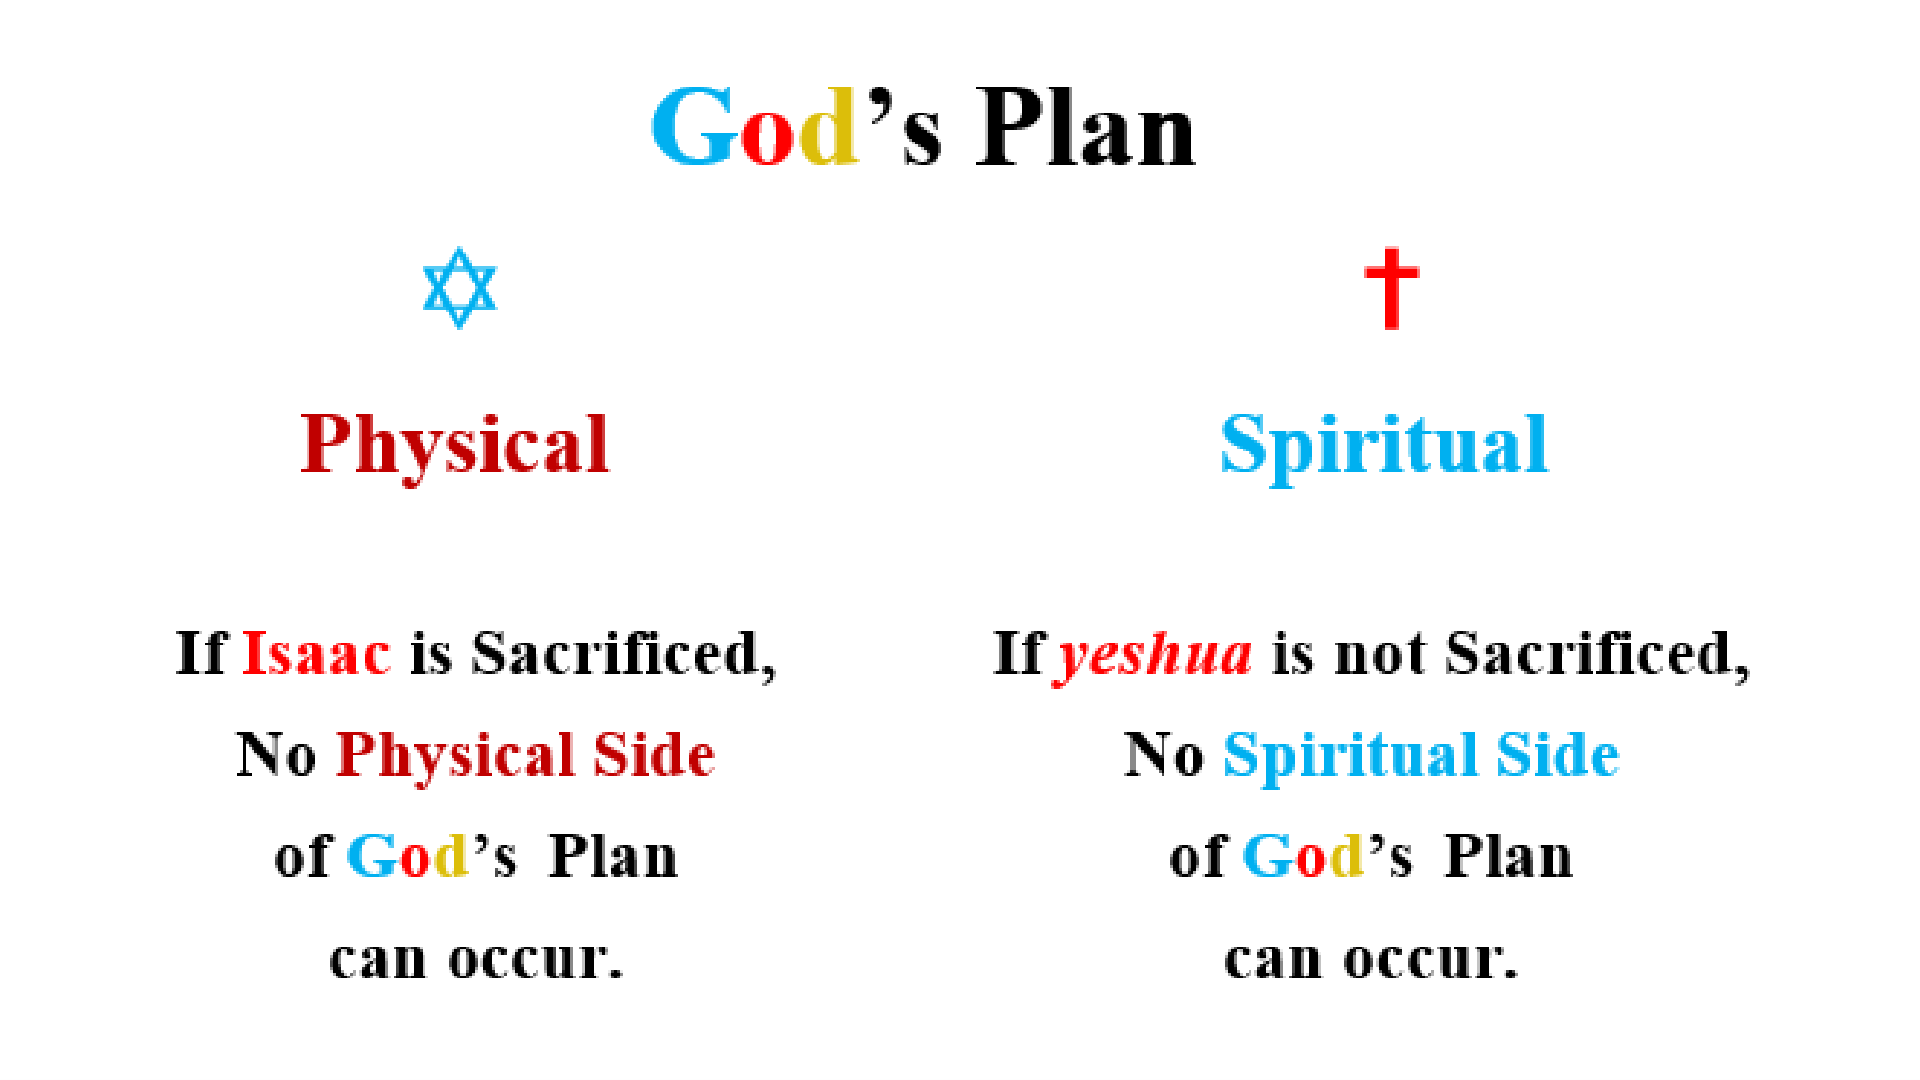 God’s Plan
✡ ✝
Physical Spiritual
If Isaac is Sacrificed,
No Physical Side
of God’s Plan
can occur.
If yeshua is not Sacrificed,
No Spiritual Side
of God’s Plan
can occur.